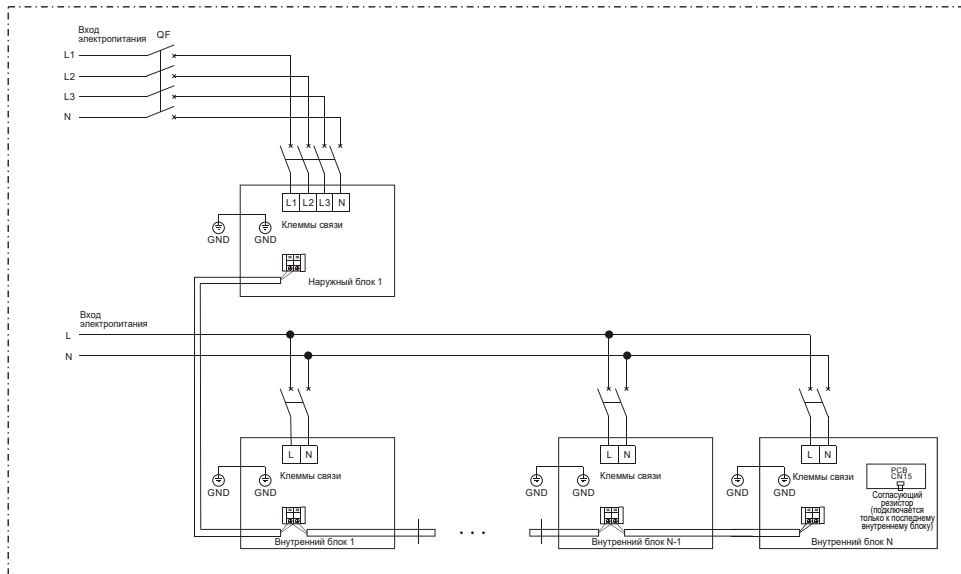 Вход
электропитания
QF
L1
L2
L3
N
L1 L2 L3 N
Клеммы связи
GND
GND
Наружный блок 1
Вход
электропитания
L
N
L N
Клеммы связи
GND
GND
Внутренний блок 1
. . .
L N
Клеммы связи
GND
GND
Внутренний блок N-1
L N
Клеммы связи
GND
GND
PCB
CN15
Согласующий
резистор
(подключается
только к последнему
внутреннему блоку)
Внутренний блок N